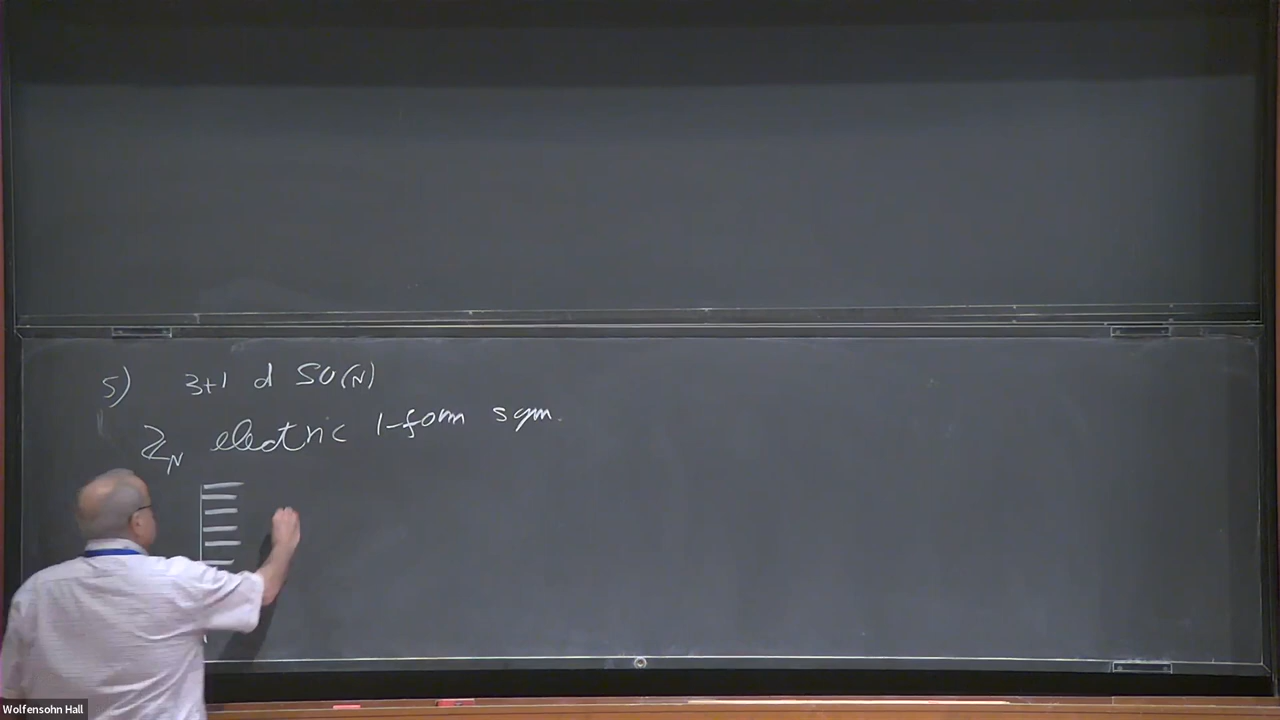 5) 3+1 d SU(N)
ℤ_N electric 1-form sym.
Wolfensohn Hall